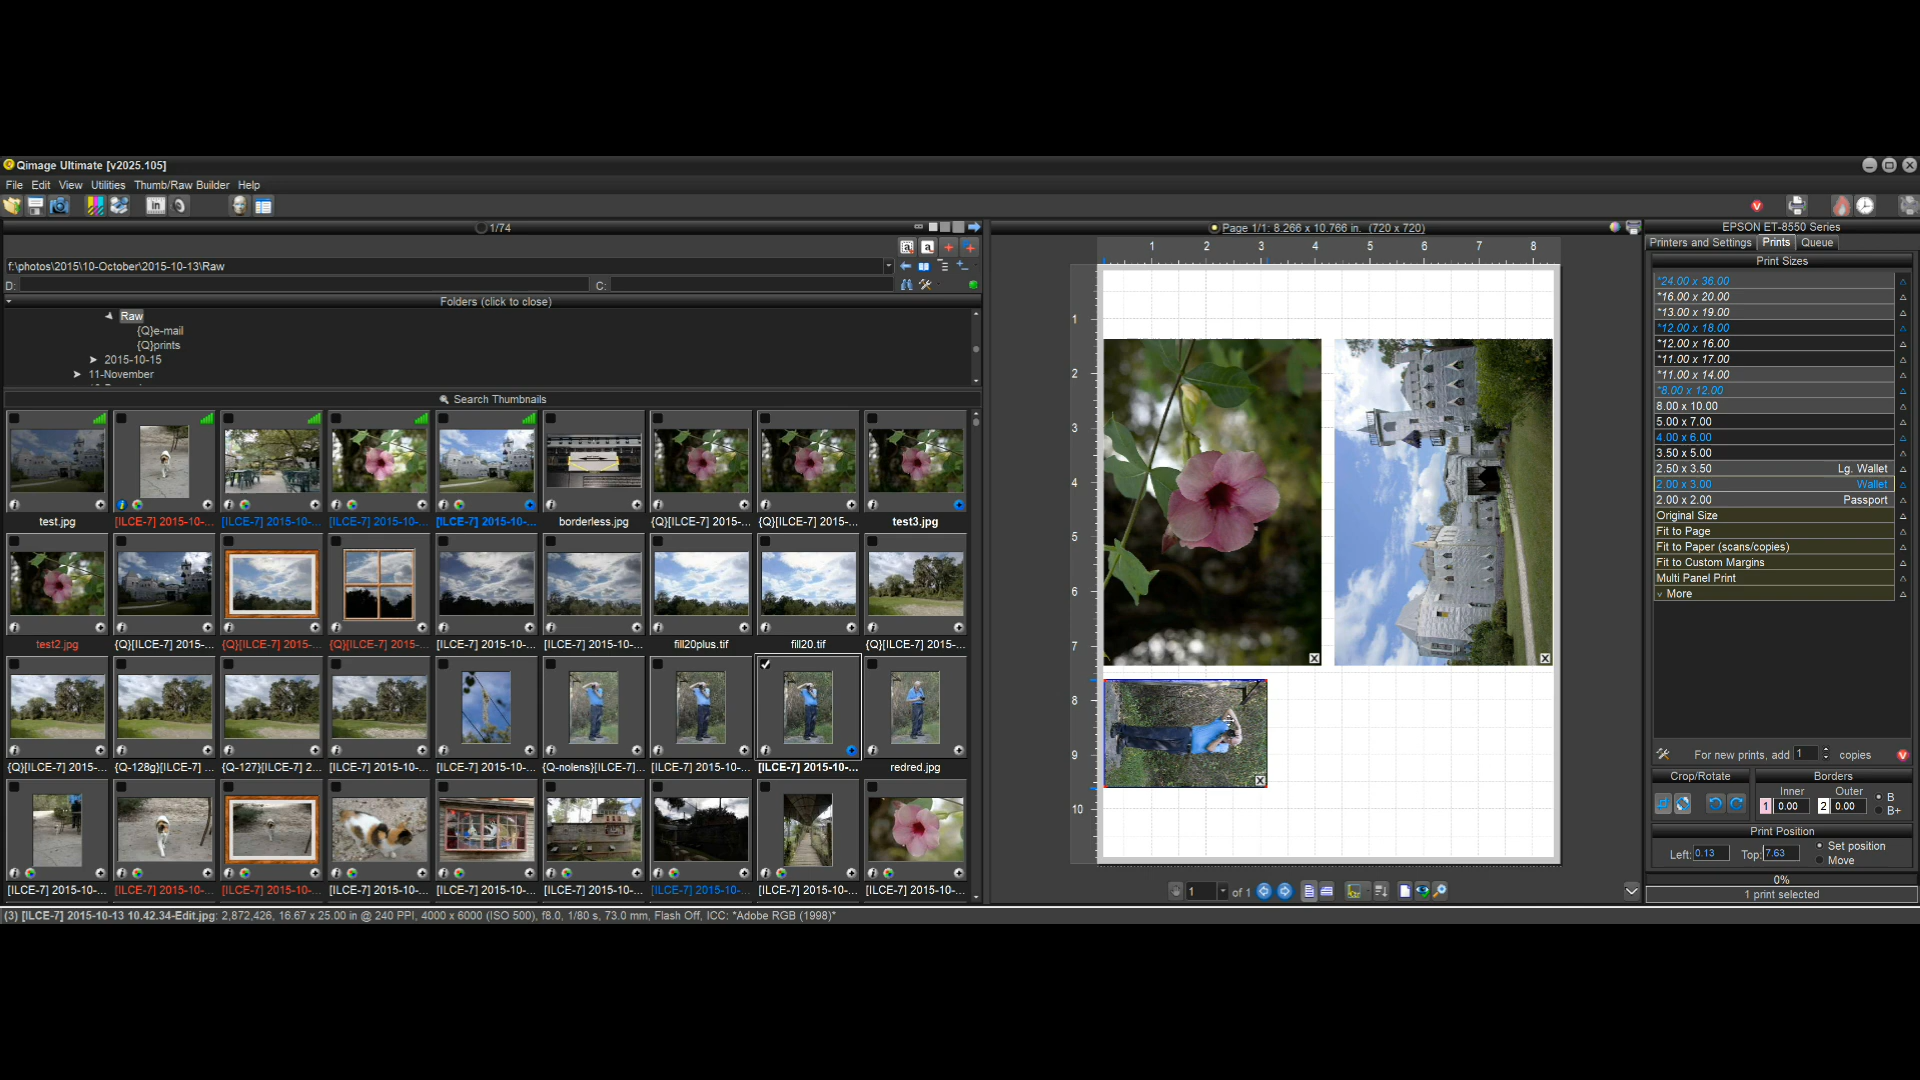 Qimage Ultimate [v2025.105]
File Edit View Utilities Thumb/Raw Builder Help
1/74
Page 1/1: 8.266 x 10.766 in. (720 x 720)
EPSON ET-8550 Series
Printers and Settings Prints Queue
f:\photos\2015\10-October\2015-10-13\Raw
D: C:
Folders (click to close)
Raw
{Q}e-mail
{Q}prints
2015-10-15
11-November
Search Thumbnails
test.jpg [ILCE-7] 2015-10-... [ILCE-7] 2015-10-... [ILCE-7] 2015-10-... [ILCE-7] 2015-10-... borderless.jpg {Q}[ILCE-7] 2015-... {Q}[ILCE-7] 2015-... test3.jpg
test2.jpg {Q}[ILCE-7] 2015-... {Q}[ILCE-7] 2015-... {Q}[ILCE-7] 2015-... [ILCE-7] 2015-10-... [ILCE-7] 2015-10-... fill20plus.tif fill20.tif {Q}[ILCE-7] 2015-...
{Q}[ILCE-7] 2015-... {Q-128g}[ILCE-7] ... {Q-127}[ILCE-7] 2... [ILCE-7] 2015-10-... [ILCE-7] 2015-10-... {Q-nolens}[ILCE-7]... [ILCE-7] 2015-10-... [ILCE-7] 2015-10-... redred.jpg
[ILCE-7] 2015-10-... [ILCE-7] 2015-10-... [ILCE-7] 2015-10-... [ILCE-7] 2015-10-... [ILCE-7] 2015-10-... [ILCE-7] 2015-10-... [ILCE-7] 2015-10-... [ILCE-7] 2015-10-... [ILCE-7] 2015-10-...
(3) [ILCE-7] 2015-10-13 10.42.34-Edit.jpg: 2,872,426, 16.67 x 25.00 in @ 240 PPI, 4000 x 6000 (ISO 500), f8.0, 1/80 s, 73.0 mm, Flash Off, ICC: *Adobe RGB (1998)*
1 2 3 4 5 6 7 8
1
2
3
4
5
6
7
8
9
10
1 of 1
Print Sizes
*24.00 x 36.00
*16.00 x 20.00
*13.00 x 19.00
*12.00 x 18.00
*12.00 x 16.00
*11.00 x 17.00
*11.00 x 14.00
*8.00 x 12.00
8.00 x 10.00
5.00 x 7.00
4.00 x 6.00
3.50 x 5.00
2.50 x 3.50 Lg. Wallet
2.00 x 3.00 Wallet
2.00 x 2.00 Passport
Original Size
Fit to Page
Fit to Paper (scans/copies)
Fit to Custom Margins
Multi Panel Print
v More
For new prints, add 1 copies
Crop/Rotate Borders
Inner Outer
1 0.00 2 0.00
B
B+
Print Position
Left: 0.13 Top: 7.63
Set position
Move
0%
1 print selected